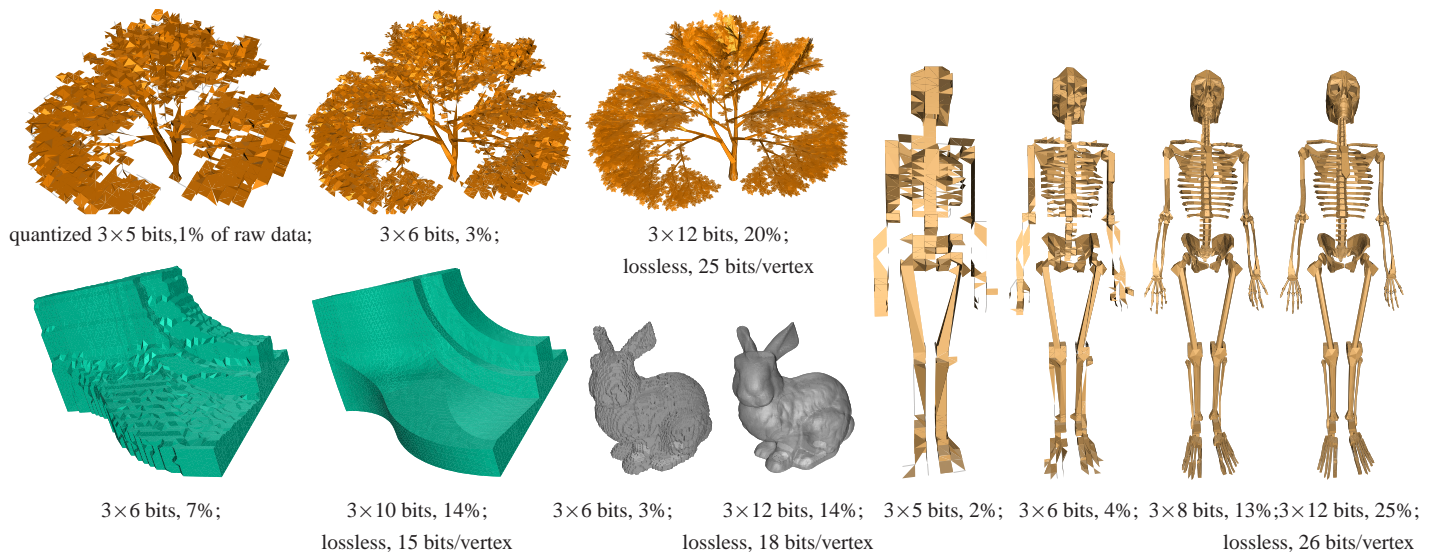 quantized 3×5 bits,1% of raw data;
3×6 bits, 3%;
3×12 bits, 20%;
lossless, 25 bits/vertex
3×6 bits, 7%;
3×10 bits, 14%;
lossless, 15 bits/vertex
3×6 bits, 3%;
3×12 bits, 14%;
lossless, 18 bits/vertex
3×5 bits, 2%;
3×6 bits, 4%;
3×8 bits, 13%;
3×12 bits, 25%;
lossless, 26 bits/vertex